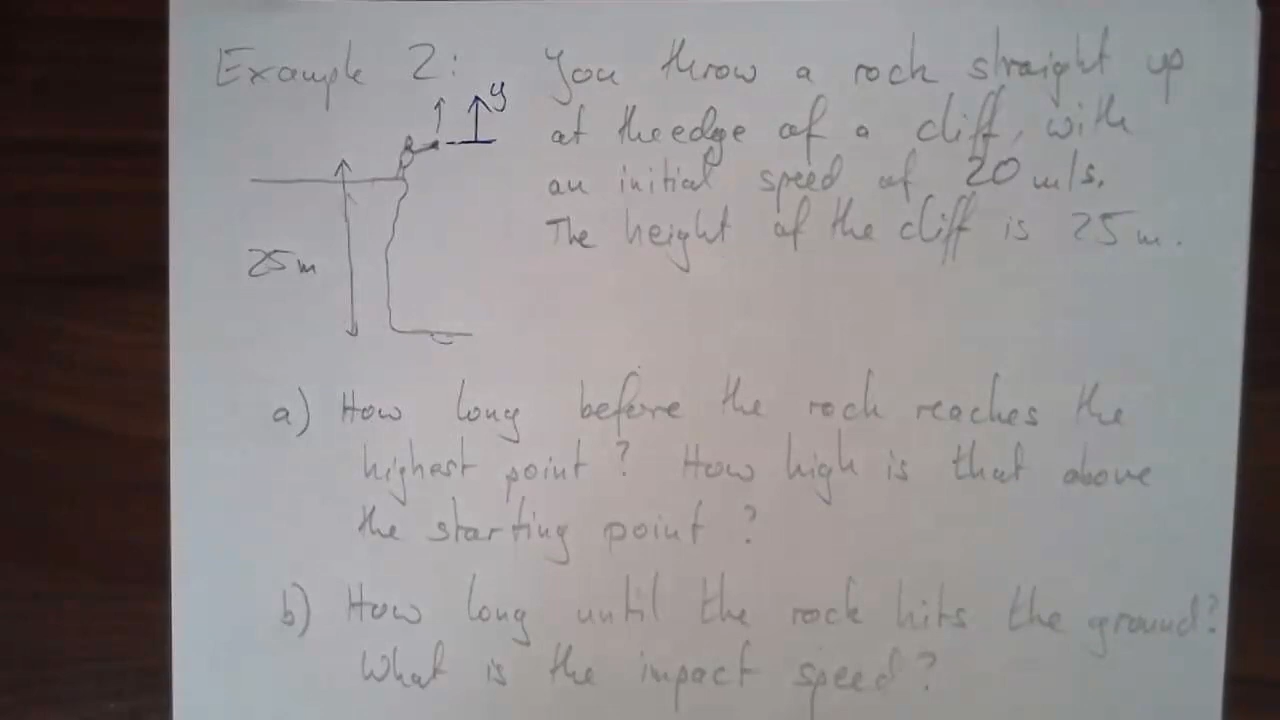 Example 2: You throw a rock straight up
at the edge of a cliff, with
an initial speed of 20 m/s.
The height of the cliff is 25 m.
y
25 m
a) How long before the rock reaches the
highest point? How high is that above
the starting point?
b) How long until the rock hits the ground?
What is the impact speed?